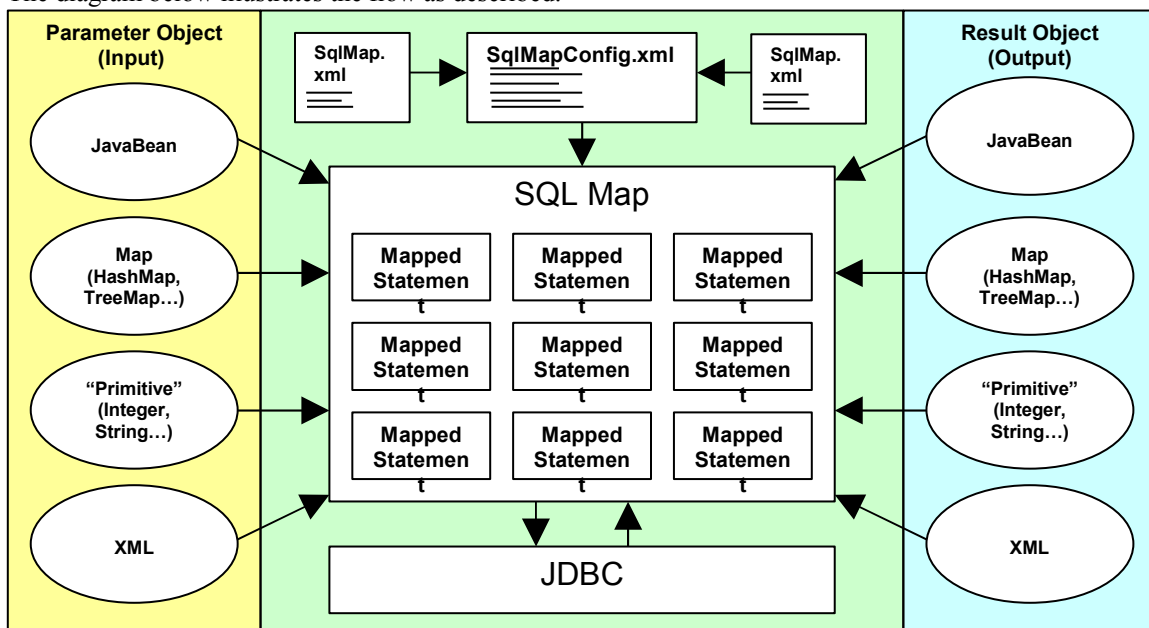 The diagram below illustrates the flow as described.
Parameter Object
(Input)
JavaBean
Map
(HashMap,
TreeMap…)
“Primitive”
(Integer,
String…)
XML
SqlMap.
xml
SqlMapConfig.xml
SqlMap.
xml
SQL Map
Mapped
Statemen
t
Mapped
Statemen
t
Mapped
Statemen
t
Mapped
Statemen
t
Mapped
Statemen
t
Mapped
Statemen
t
Mapped
Statemen
t
Mapped
Statemen
t
Mapped
Statemen
t
JDBC
Result Object
(Output)
JavaBean
Map
(HashMap,
TreeMap…)
“Primitive”
(Integer,
String…)
XML